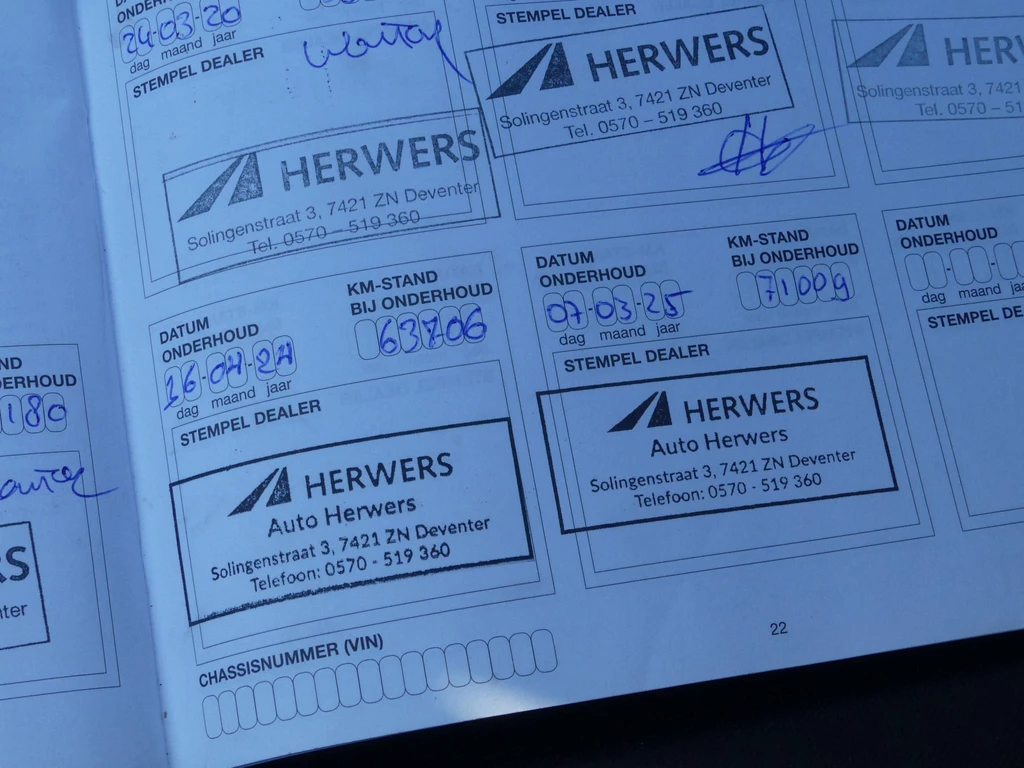 ONDERH
24-03-20
dag maand jaar
STEMPEL DEALER
HERWERS
Solingenstraat 3, 7421 ZN Deventer
Tel. 0570 – 519 360
STEMPEL DEALER
HERWERS
Solingenstraat 3, 7421 ZN Deventer
Tel. 0570 – 519 360
HERW
Solingenstraat 3, 7421
Tel. 0570 – 51
ND
ERHOUD
180
RS
nter
DATUM
ONDERHOUD
16-04-24
dag maand jaar
KM-STAND
BIJ ONDERHOUD
63706
STEMPEL DEALER
HERWERS
Auto Herwers
Solingenstraat 3, 7421 ZN Deventer
Telefoon: 0570 - 519 360
DATUM
ONDERHOUD
07-03-25
dag maand jaar
KM-STAND
BIJ ONDERHOUD
71009
STEMPEL DEALER
HERWERS
Auto Herwers
Solingenstraat 3, 7421 ZN Deventer
Telefoon: 0570 - 519 360
DATUM
ONDERHOUD
dag maand jaa
STEMPEL DEA
CHASSISNUMMER (VIN)
22